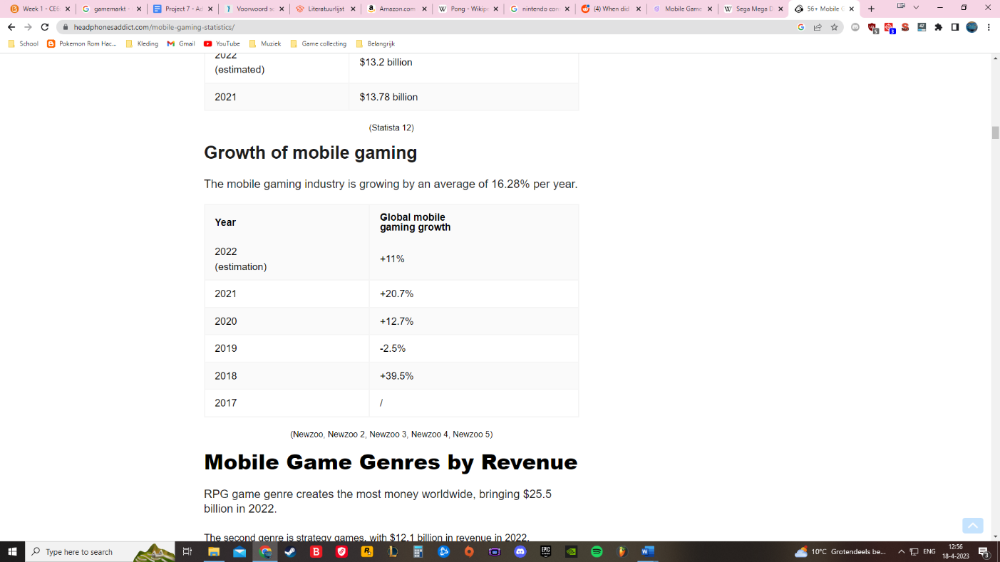 Week 1 - CE6
gamemarkt -
Project 7 - Ad
Voorwoord sc
Literatuurlijst
Amazon.com
Pong - Wikip
nintendo con
(4) When did
Mobile Game
Sega Mega D
56+ Mobile G
headphonesaddict.com/mobile-gaming-statistics/
School
Pokemon Rom Hac...
Kleding
Gmail
YouTube
Muziek
Game collecting
Belangrijk
2022
(estimated)
$13.2 billion
2021
$13.78 billion
(Statista 12)
Growth of mobile gaming
The mobile gaming industry is growing by an average of 16.28% per year.
Year
Global mobile
gaming growth
2022
(estimation)
+11%
2021
+20.7%
2020
+12.7%
2019
-2.5%
2018
+39.5%
2017
/
(Newzoo, Newzoo 2, Newzoo 3, Newzoo 4, Newzoo 5)
Mobile Game Genres by Revenue
RPG game genre creates the most money worldwide, bringing $25.5
billion in 2022.
The second genre is strategy games, with $12.1 billion in revenue in 2022.
Type here to search
10°C Grotendeels be...
ENG
12:56
18-4-2023
3